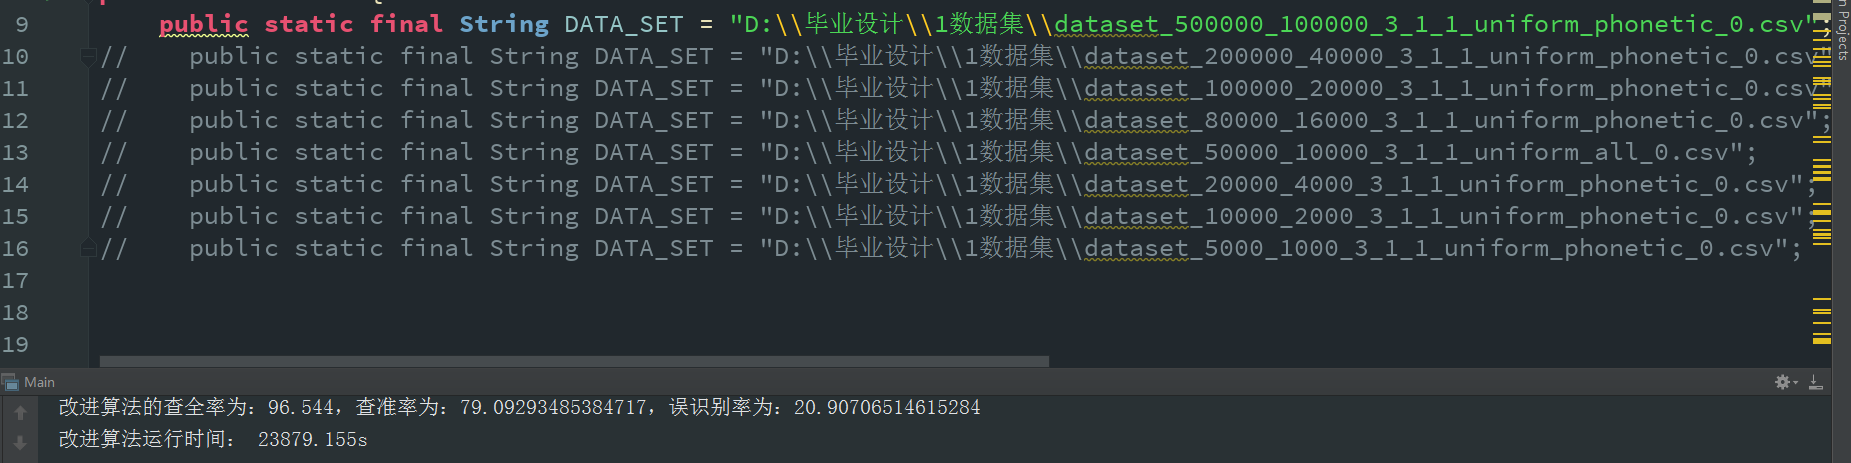 9 public static final String DATA_SET = "D:\\毕业设计\\1数据集\\dataset_500000_100000_3_1_1_uniform_phonetic_0.csv";
10 // public static final String DATA_SET = "D:\\毕业设计\\1数据集\\dataset_200000_40000_3_1_1_uniform_phonetic_0.csv"
11 // public static final String DATA_SET = "D:\\毕业设计\\1数据集\\dataset_100000_20000_3_1_1_uniform_phonetic_0.csv"
12 // public static final String DATA_SET = "D:\\毕业设计\\1数据集\\dataset_80000_16000_3_1_1_uniform_phonetic_0.csv";
13 // public static final String DATA_SET = "D:\\毕业设计\\1数据集\\dataset_50000_10000_3_1_1_uniform_all_0.csv";
14 // public static final String DATA_SET = "D:\\毕业设计\\1数据集\\dataset_20000_4000_3_1_1_uniform_phonetic_0.csv";
15 // public static final String DATA_SET = "D:\\毕业设计\\1数据集\\dataset_10000_2000_3_1_1_uniform_phonetic_0.csv";
16 // public static final String DATA_SET = "D:\\毕业设计\\1数据集\\dataset_5000_1000_3_1_1_uniform_phonetic_0.csv";
17
18
19
n Projects
Main
改进算法的查全率为：96.544，查准率为：79.09293485384717，误识别率为：20.90706514615284
改进算法运行时间： 23879.155s